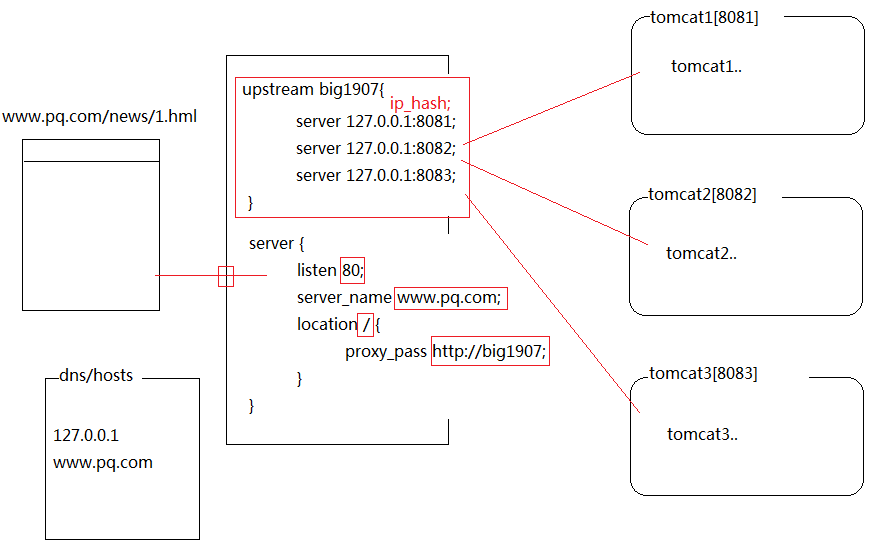 www.pq.com/news/1.hml
dns/hosts
127.0.0.1
www.pq.com
upstream big1907{
ip_hash;
server 127.0.0.1:8081;
server 127.0.0.1:8082;
server 127.0.0.1:8083;
}
server {
listen 80;
server_name www.pq.com;
location / {
proxy_pass http://big1907;
}
}
tomcat1[8081]
tomcat1..
tomcat2[8082]
tomcat2..
tomcat3[8083]
tomcat3..